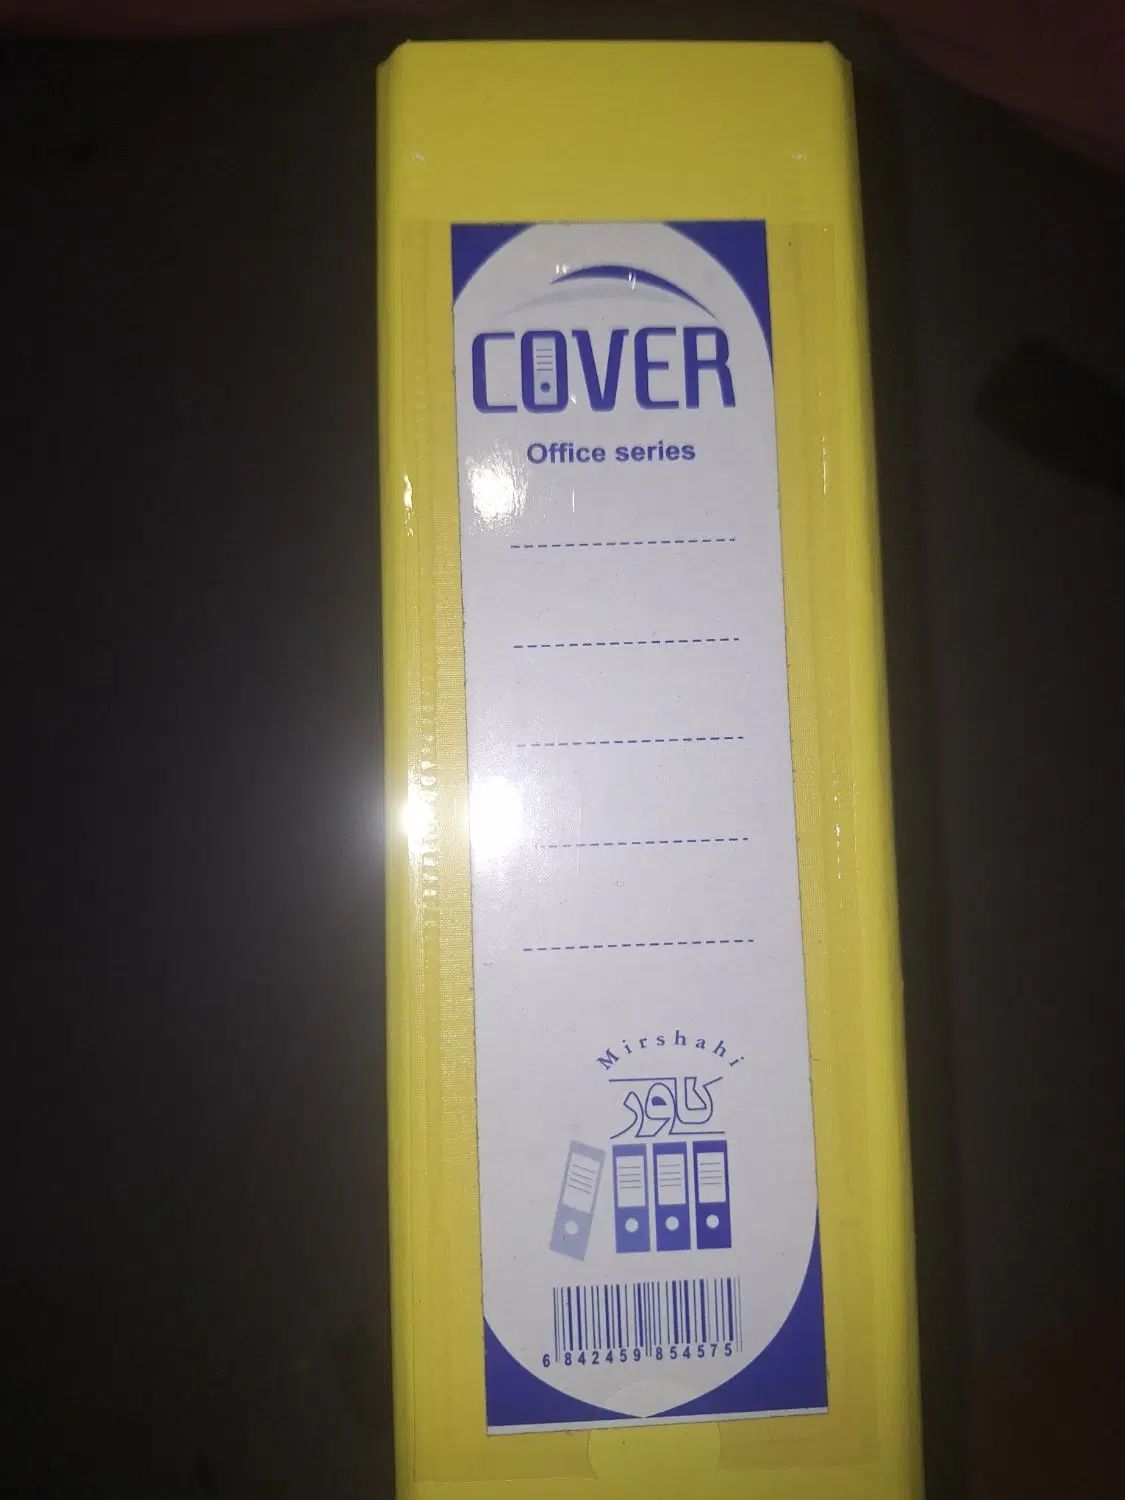 COVER
Office series
Mirshahi
کاور
6 842459 854575